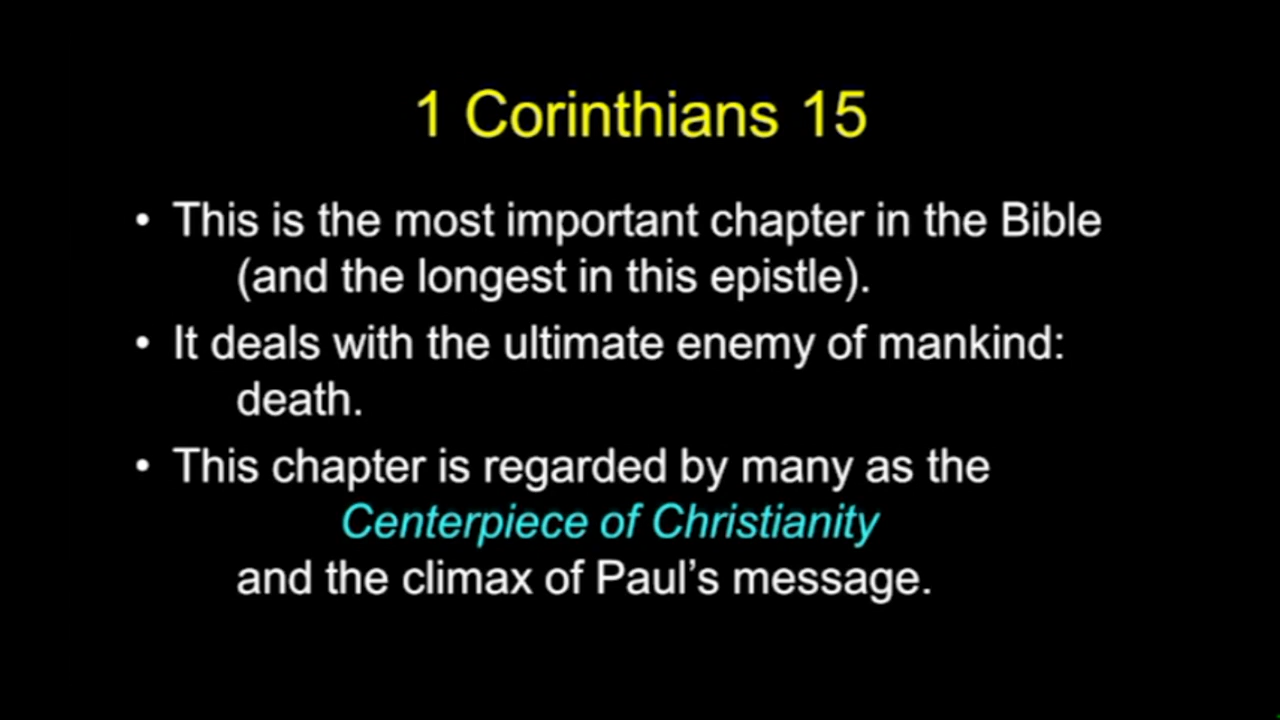 1 Corinthians 15
• This is the most important chapter in the Bible
(and the longest in this epistle).
• It deals with the ultimate enemy of mankind:
death.
• This chapter is regarded by many as the
Centerpiece of Christianity
and the climax of Paul’s message.